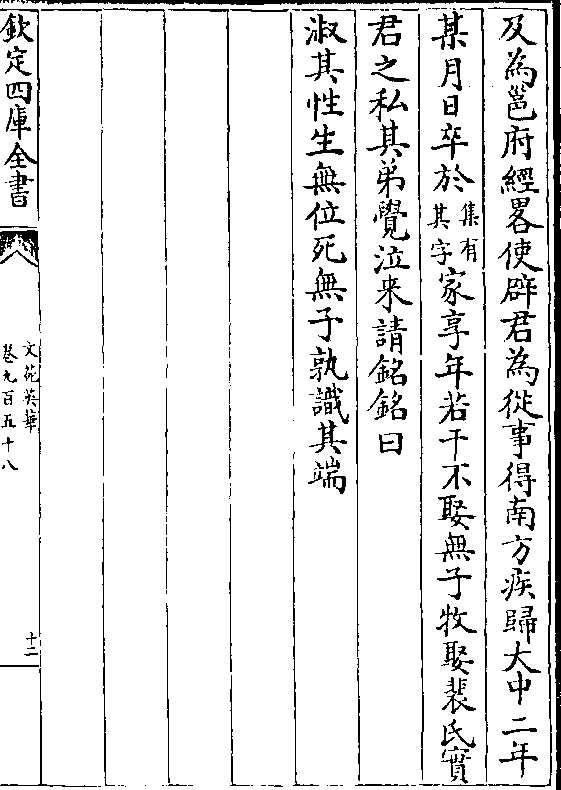 及為邕府經畧使辟君為從事得南方疾歸大中二年
某月日卒於集有其字家享年若干不娶無子牧娶裴氏實
君之私其弟覺泣来請銘銘曰
淑其性生無位死無子孰識其端
欽定四庫全書
文苑英華
卷九百五十八
十二